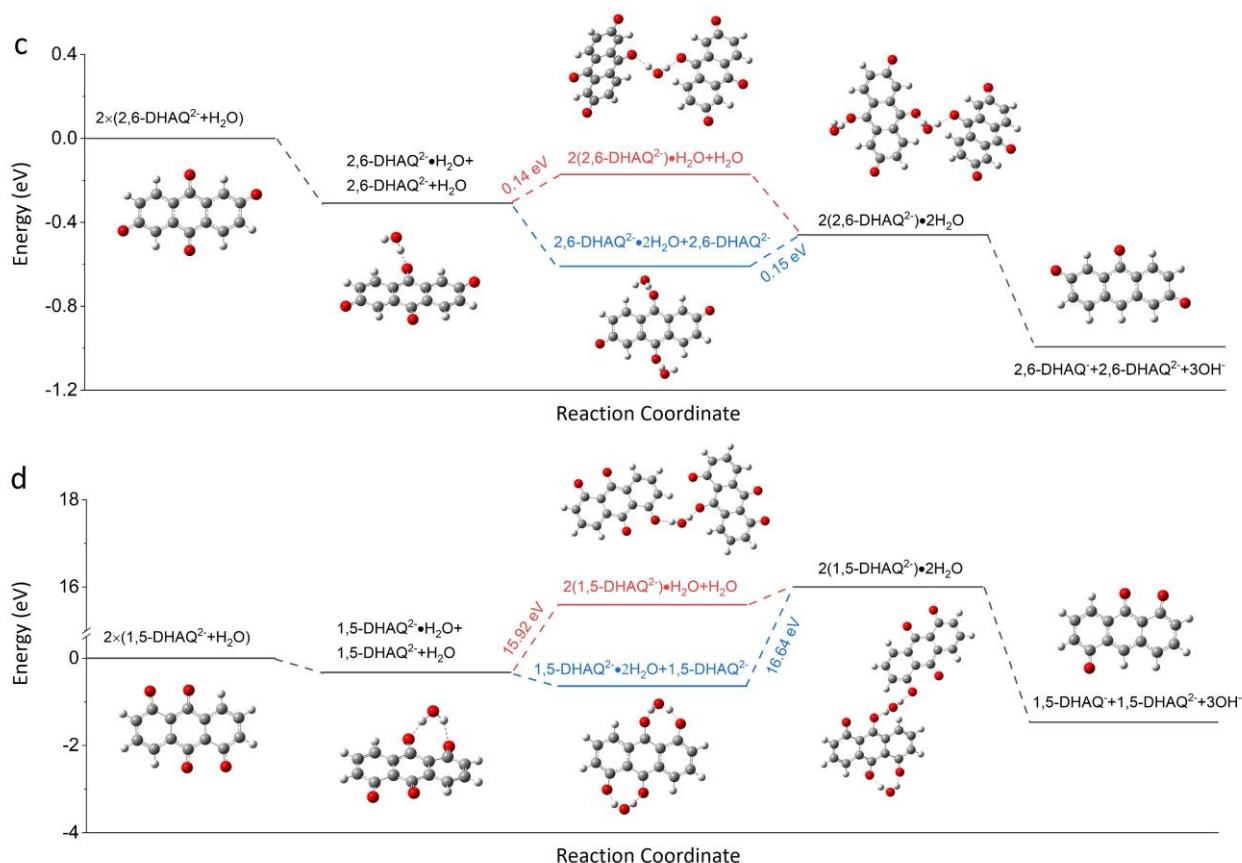 c
0.4
0.0
-0.4
-0.8
-1.2
Energy (eV)
2×(2,6-DHAQ²⁻+H₂O)
2,6-DHAQ²⁻•H₂O+
2,6-DHAQ²⁻+H₂O
0.14 eV
2(2,6-DHAQ²⁻)•H₂O+H₂O
2,6-DHAQ²⁻•2H₂O+2,6-DHAQ²⁻
0.15 eV
2(2,6-DHAQ²⁻)•2H₂O
2,6-DHAQ⁻+2,6-DHAQ²⁻+3OH⁻
Reaction Coordinate
d
18
16
0
-2
-4
Energy (eV)
2×(1,5-DHAQ²⁻+H₂O)
1,5-DHAQ²⁻•H₂O+
1,5-DHAQ²⁻+H₂O
15.92 eV
2(1,5-DHAQ²⁻)•H₂O+H₂O
1,5-DHAQ²⁻•2H₂O+1,5-DHAQ²⁻
16.64 eV
2(1,5-DHAQ²⁻)•2H₂O
1,5-DHAQ⁻+1,5-DHAQ²⁻+3OH⁻
Reaction Coordinate